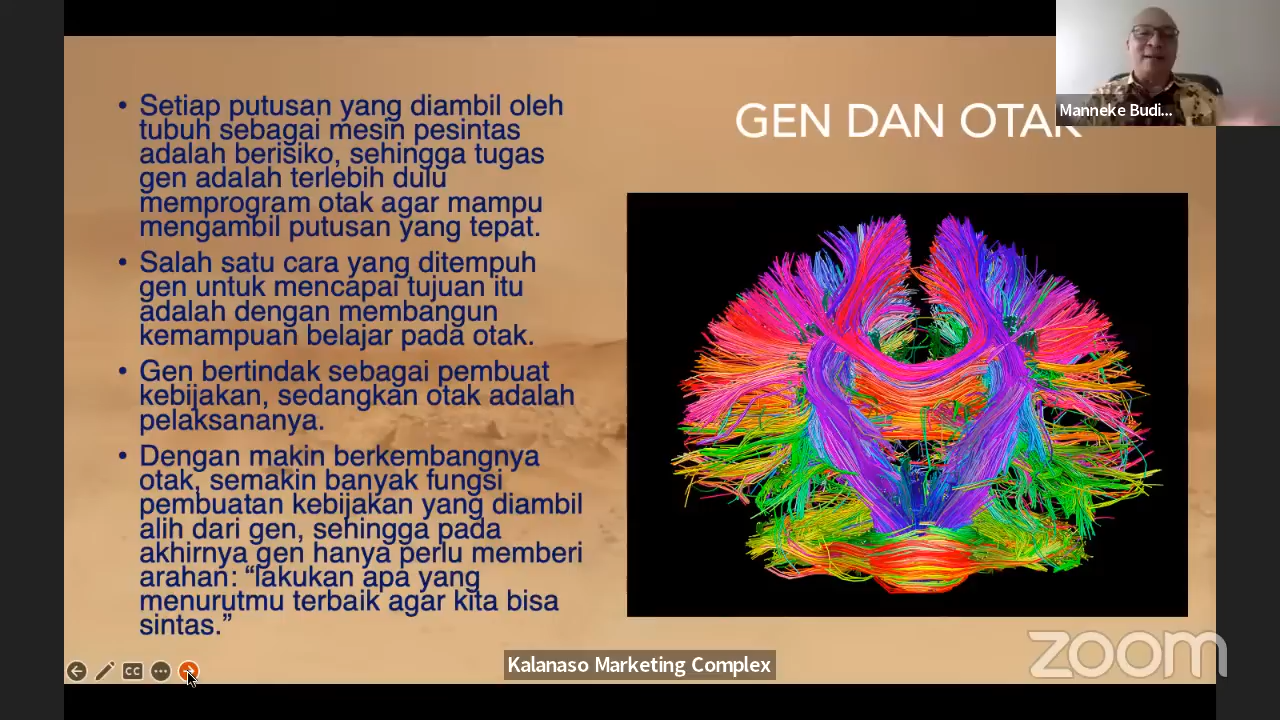 • Setiap putusan yang diambil oleh
tubuh sebagai mesin pesintas
adalah berisiko, sehingga tugas
gen adalah terlebih dulu
memprogram otak agar mampu
mengambil putusan yang tepat.
• Salah satu cara yang ditempuh
gen untuk mencapai tujuan itu
adalah dengan membangun
kemampuan belajar pada otak.
• Gen bertindak sebagai pembuat
kebijakan, sedangkan otak adalah
pelaksananya.
• Dengan makin berkembangnya
otak, semakin banyak fungsi
pembuatan kebijakan yang diambil
alih dari gen, sehingga pada
akhirnya gen hanya perlu memberi
arahan: “lakukan apa yang
menurutmu terbaik agar kita bisa
sintas.”
GEN DAN OTAK
Manneke Budi...
CC
Kalanaso Marketing Complex
zoom